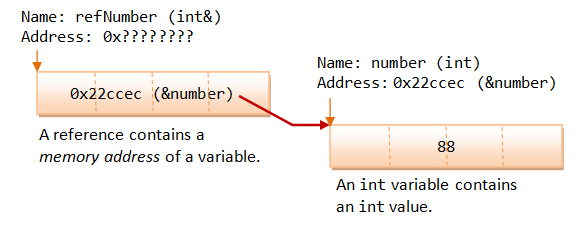 Name: refNumber (int&)
Address: 0x????????
0x22ccec (&number)
A reference contains a
memory address of a variable.
Name: number (int)
Address: 0x22ccec (&number)
88
An int variable contains
an int value.